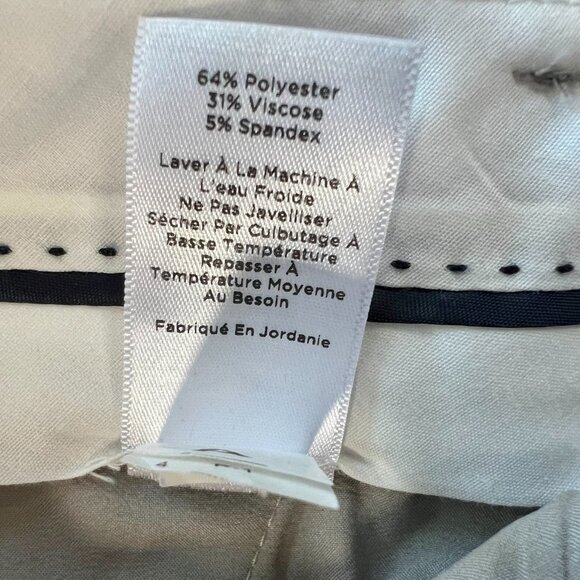 64% Polyester
31% Viscose
5% Spandex
Laver À La Machine À
L'eau Froide
Ne Pas Javelliser
Sécher Par Culbutage À
Basse Température
Repasser À
Température Moyenne
Au Besoin
Fabriqué En Jordanie
4